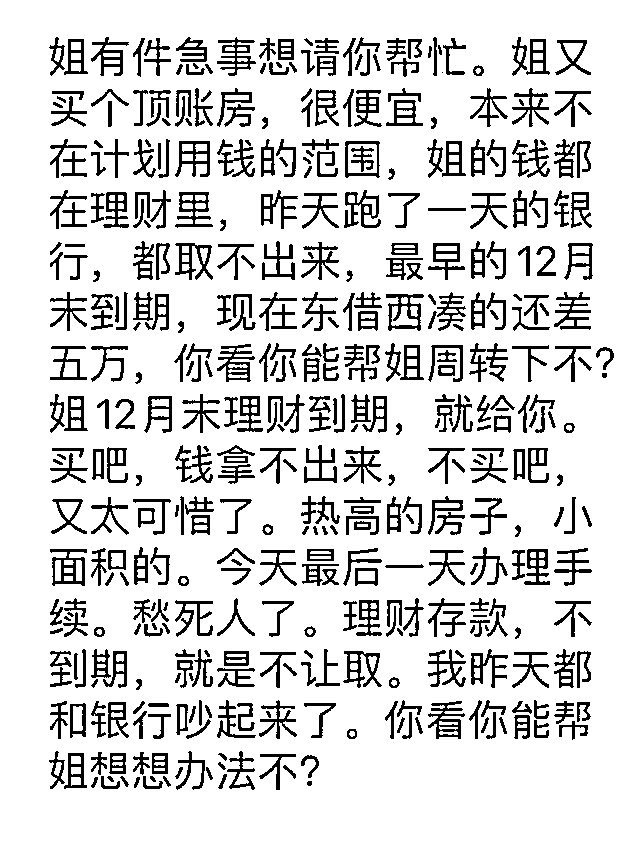 姐有件急事想请你帮忙。姐又
买个顶账房，很便宜，本来不
在计划用钱的范围，姐的钱都
在理财里，昨天跑了一天的银
行，都取不出来，最早的12月
末到期，现在东借西凑的还差
五万，你看你能帮姐周转下不？
姐12月末理财到期，就给你。
买吧，钱拿不出来，不买吧，
又太可惜了。热高的房子，小
面积的。今天最后一天办理手
续。愁死人了。理财存款，不
到期，就是不让取。我昨天都
和银行吵起来了。你看你能帮
姐想想办法不？